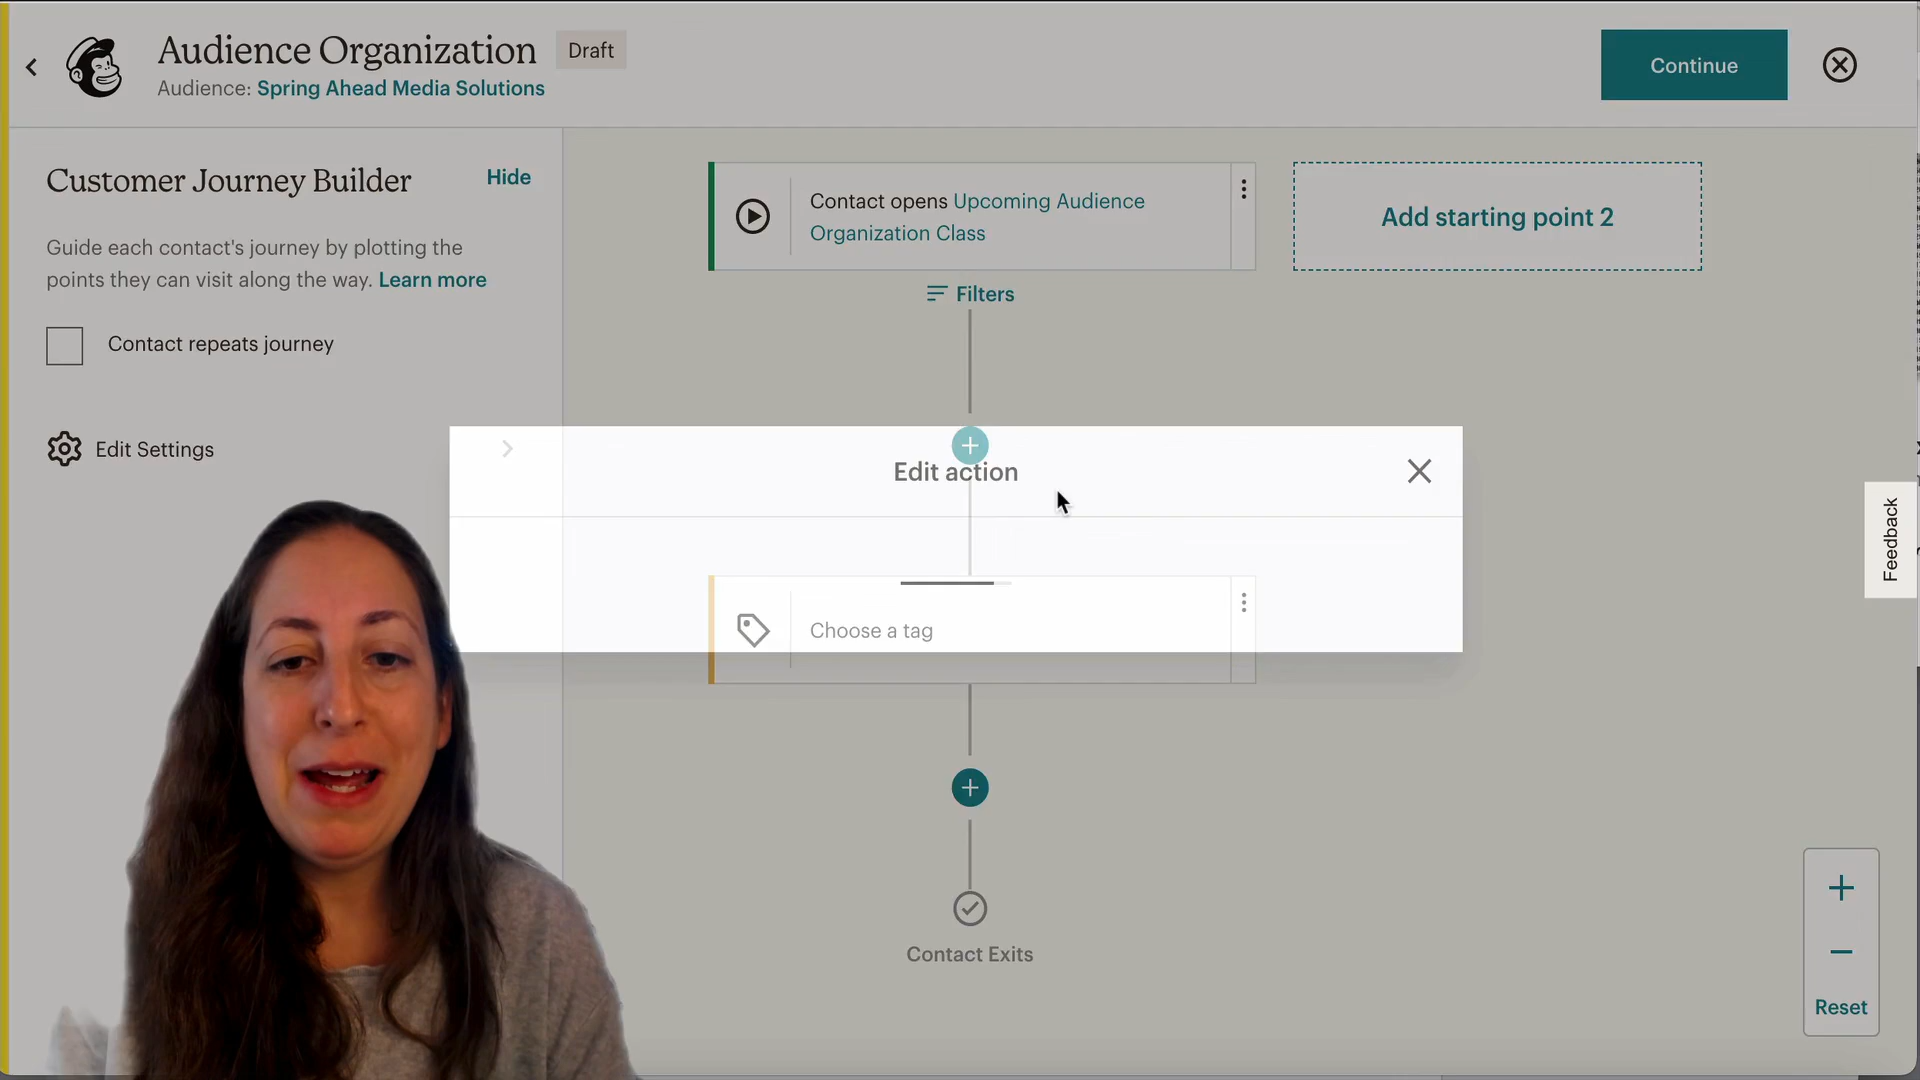 Audience Organization
Draft
Audience: Spring Ahead Media Solutions
Continue
Customer Journey Builder
Hide
Guide each contact's journey by plotting the
points they can visit along the way. Learn more
Contact repeats journey
Edit Settings
Contact opens Upcoming Audience
Organization Class
Add starting point 2
Filters
Edit action
Choose a tag
Contact Exits
Feedback
Reset